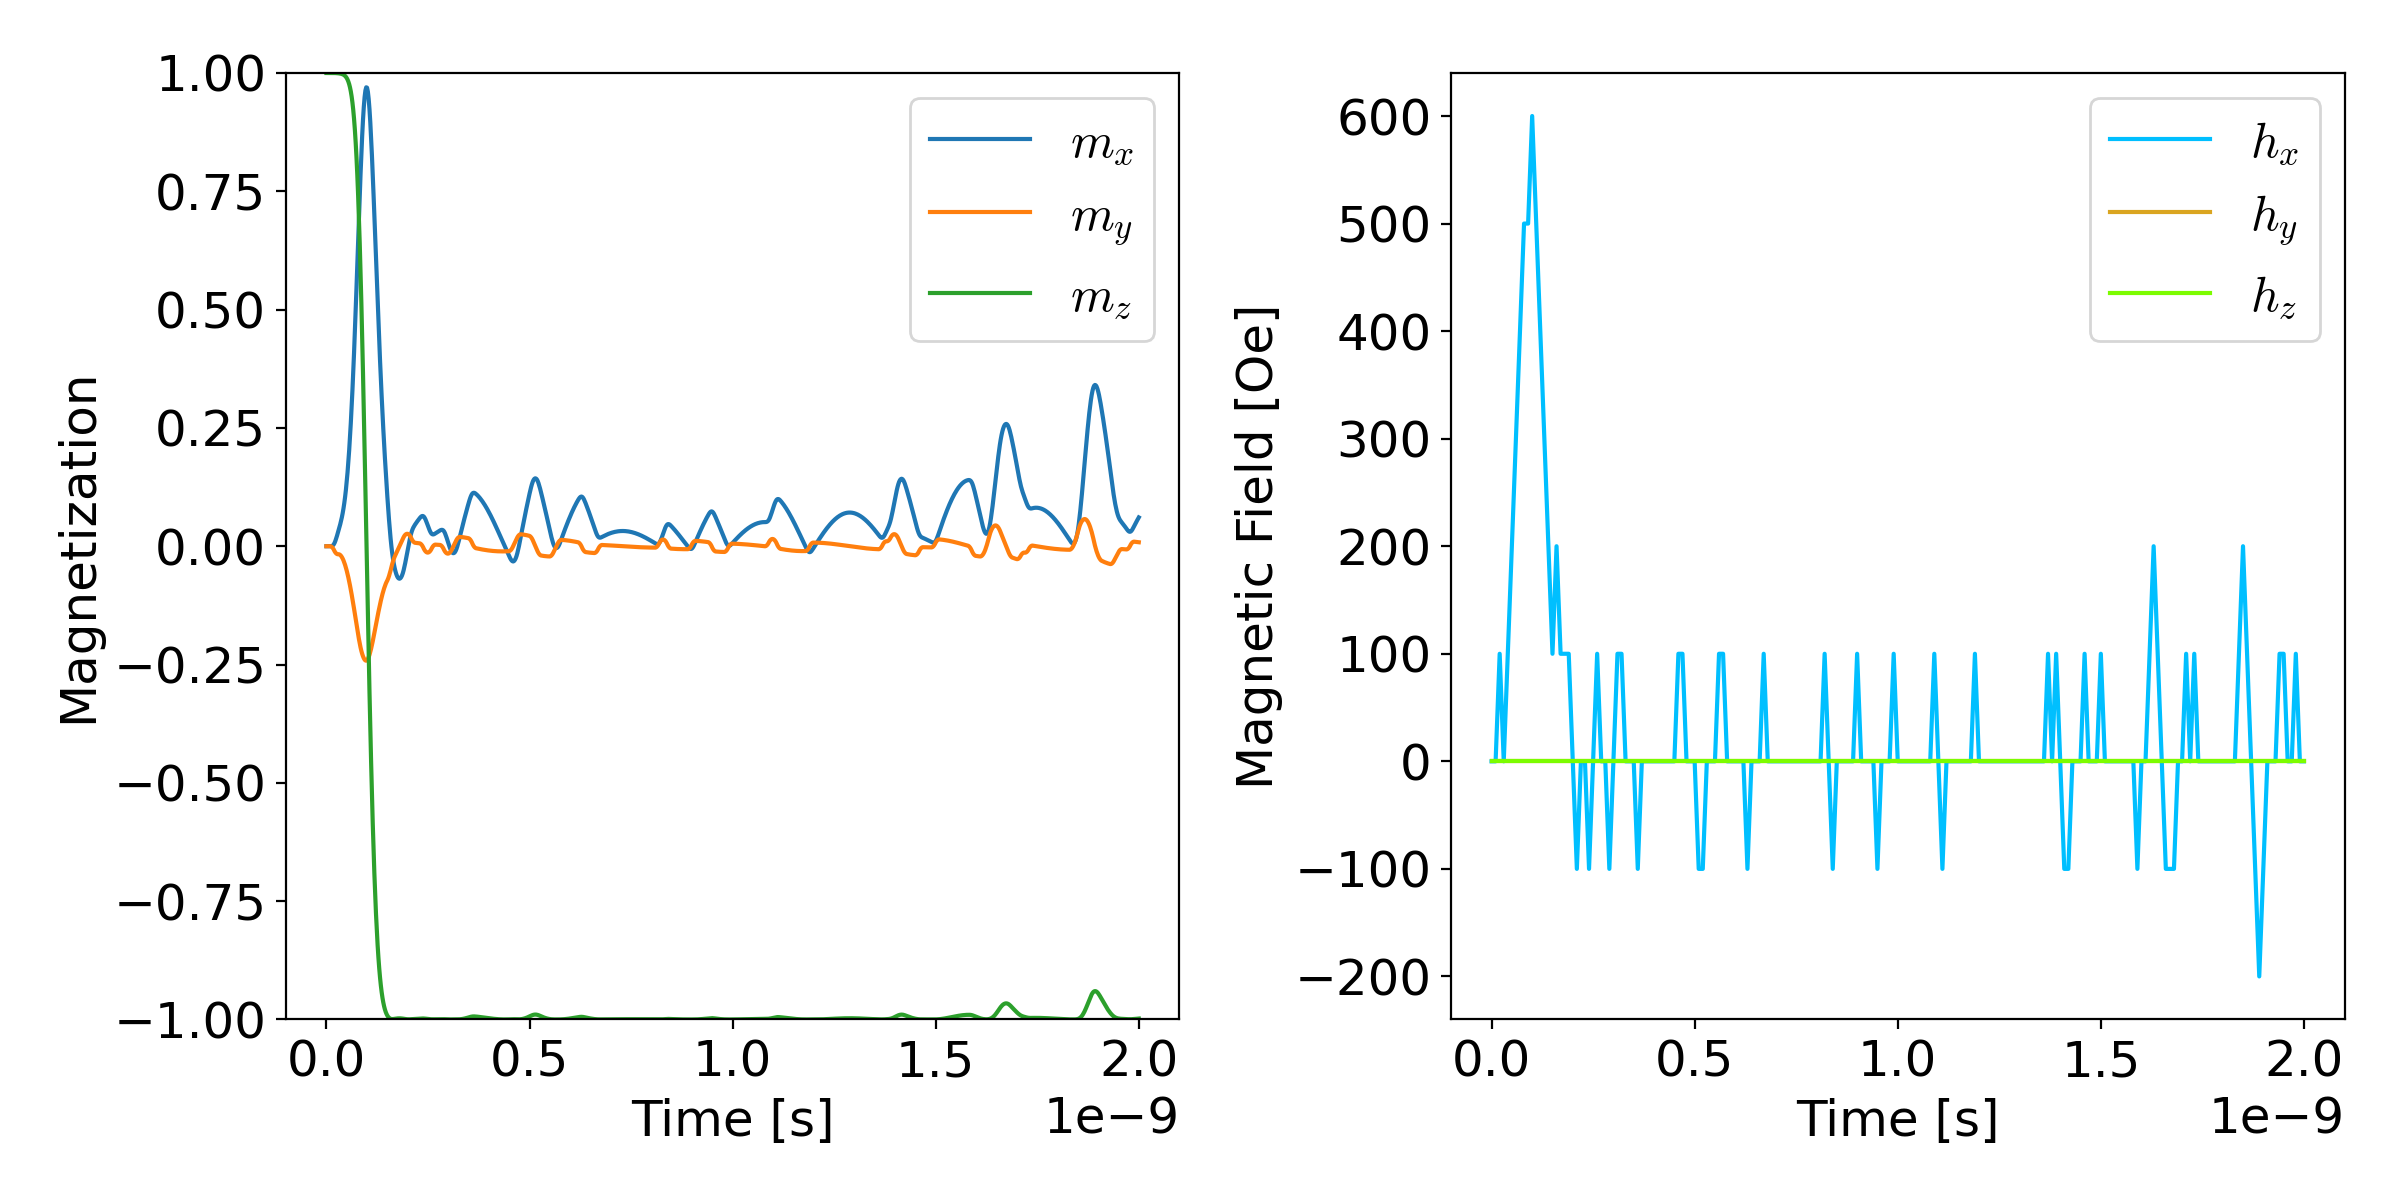 Magnetization
1.00
0.75
0.50
0.25
0.00
−0.25
−0.50
−0.75
−1.00
0.0 0.5 1.0 1.5 2.0
Time [s]
1e−9
m_x
m_y
m_z
Magnetic Field [Oe]
600
500
400
300
200
100
0
−100
−200
0.0 0.5 1.0 1.5 2.0
Time [s]
1e−9
h_x
h_y
h_z